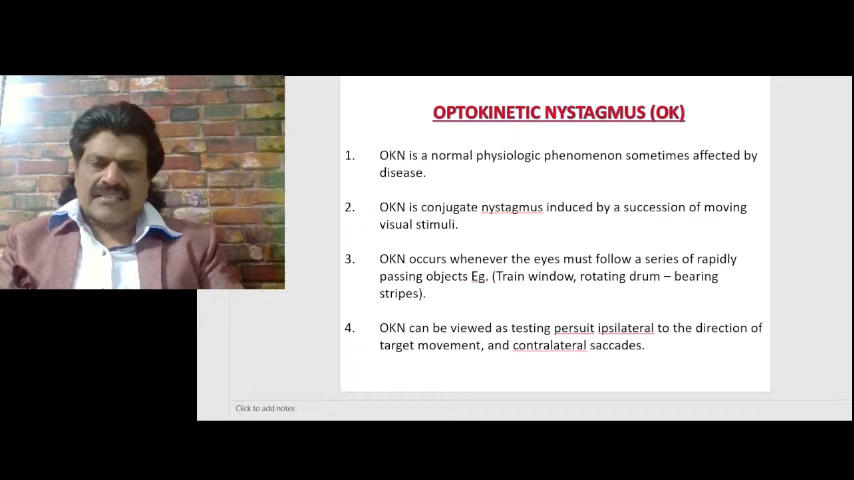 OPTOKINETIC NYSTAGMUS (OK)
1. OKN is a normal physiologic phenomenon sometimes affected by
disease.
2. OKN is conjugate nystagmus induced by a succession of moving
visual stimuli.
3. OKN occurs whenever the eyes must follow a series of rapidly
passing objects Eg. (Train window, rotating drum – bearing
stripes).
4. OKN can be viewed as testing persuit ipsilateral to the direction of
target movement, and contralateral saccades.
Click to add notes